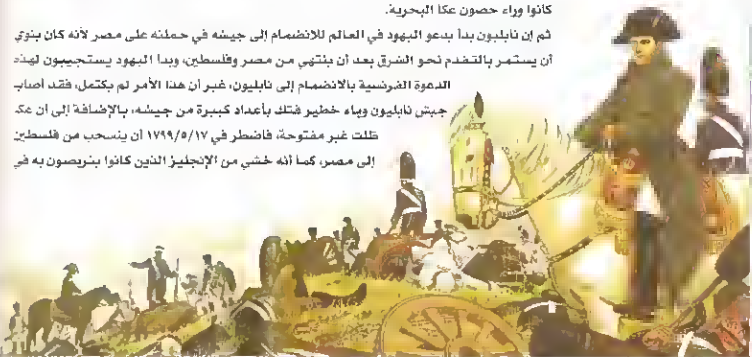 كانوا وراء حصون عكا البحرية.
ثم إن نابليون بدأ يدعو اليهود في العالم للانضمام إلى جيشه في حملته على مصر لأنه كان ينوي
أن يستمر بالتقدم نحو الشرق بعد أن ينتهي من مصر وفلسطين، وبدأ اليهود يستجيبون لهذه
الدعوة الفرنسية بالانضمام إلى نابليون، غير أن هذا الأمر لم يكتمل، فقد أصاب
جيش نابليون وباء خطير فتك بأعداد كبيرة من جيشه، بالإضافة إلى أن عكا
ظلت غير مفتوحة، فاضطر في ١٧/٥/١٧٩٩ أن ينسحب من فلسطين
إلى مصر، كما أنه خشي من الإنجليز الذين كانوا يتربصون به في